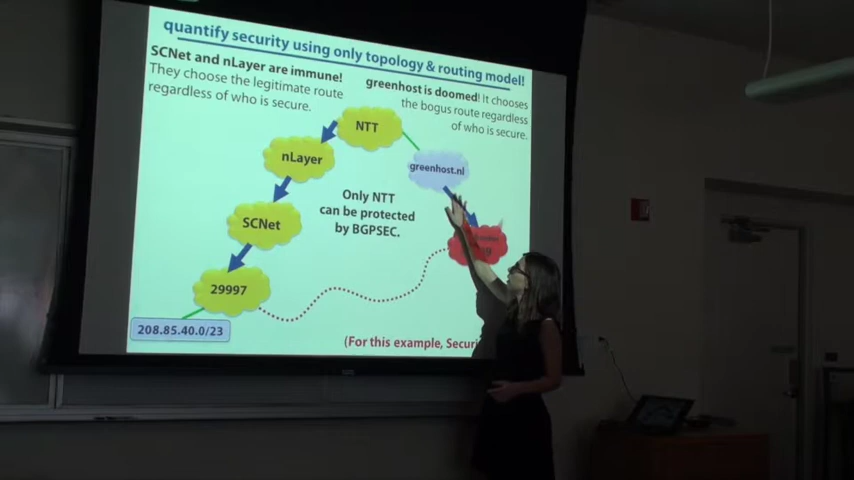 quantify security using only topology & routing model!
SCNet and nLayer are immune!
They choose the legitimate route
regardless of who is secure.
greenhost is doomed! it chooses
the bogus route regardless
of who is secure.
NTT
nLayer
greenhost.nl
Only NTT
can be protected
by BGPSEC.
SCNet
29997
208.85.40.0/23
(For this example,